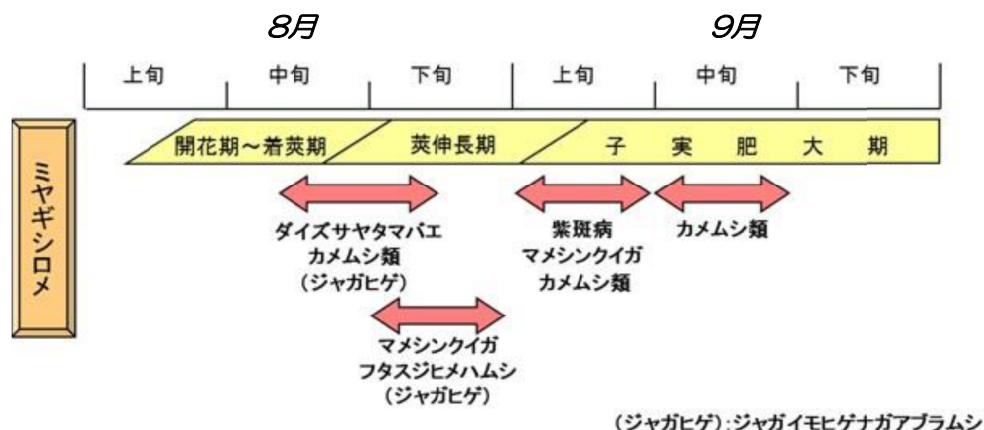 8月
9月
上旬
中旬
下旬
上旬
中旬
下旬
ミヤギシロメ
開花期～着莢期
莢伸長期
子実肥大期
ダイズサヤタマバエ
カメムシ類
(ジャガヒゲ)
紫斑病
マメシンクイガ
カメムシ類
カメムシ類
マメシンクイガ
フタスジヒメハムシ
(ジャガヒゲ)
(ジャガヒゲ):ジャガイモヒゲナガアブラムシ